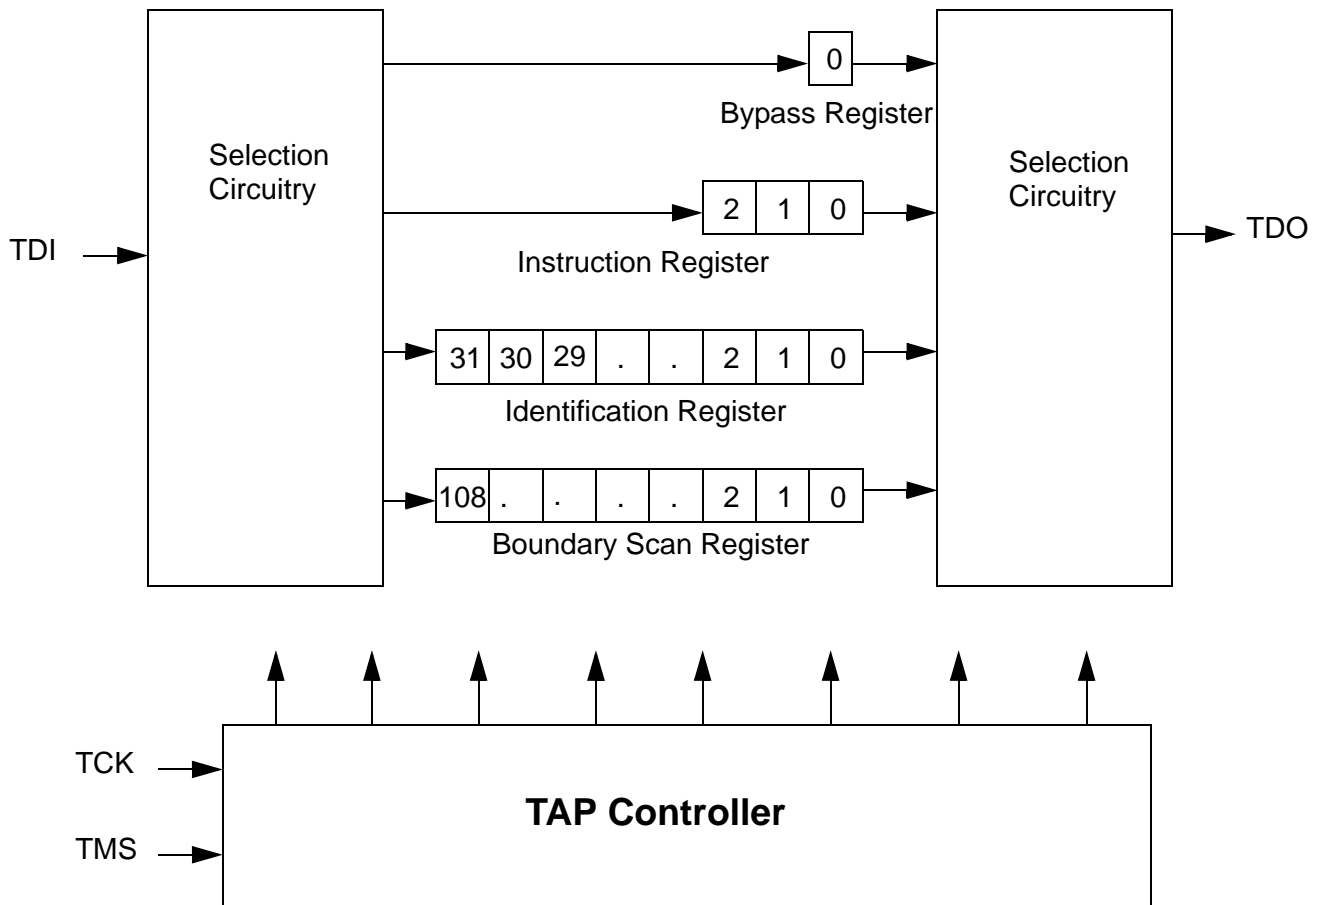 0
Bypass Register
Selection
Circuitry
Selection
Circuitry
2 1 0
TDI
TDO
Instruction Register
31 30 29 . . 2 1 0
Identification Register
108 . . . . 2 1 0
Boundary Scan Register
TCK
TAP Controller
TMS